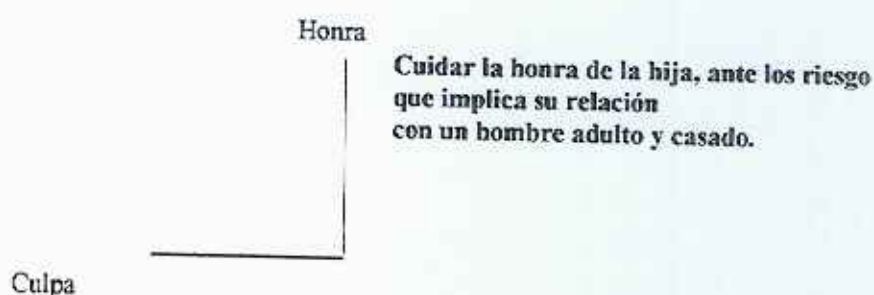 Honra
Cuidar la honra de la hija, ante los riesgo
que implica su relación
con un hombre adulto y casado.
Culpa